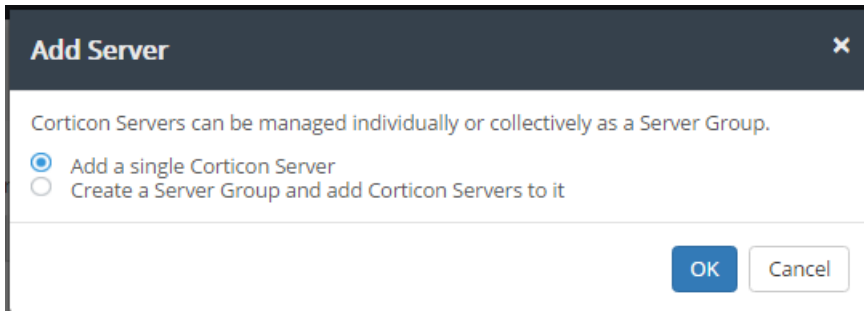 Add Server
Corticon Servers can be managed individually or collectively as a Server Group.
Add a single Corticon Server
Create a Server Group and add Corticon Servers to it
OK Cancel